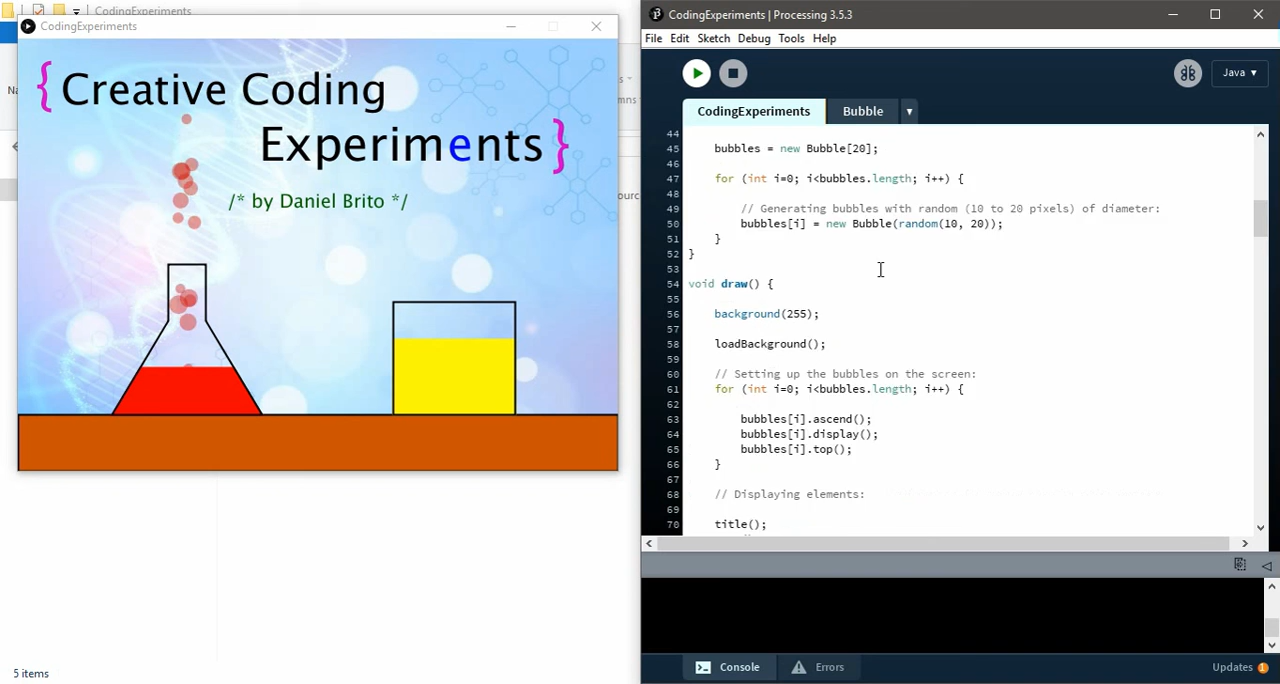 CodingExperiments
CodingExperiments
{Creative Coding
Experiments}
/* by Daniel Brito */
5 items
CodingExperiments | Processing 3.5.3
File Edit Sketch Debug Tools Help
Java ▾
CodingExperiments Bubble ▾
44
45 bubbles = new Bubble[20];
46
47 for (int i=0; i<bubbles.length; i++) {
48
49 // Generating bubbles with random (10 to 20 pixels) of diameter:
50 bubbles[i] = new Bubble(random(10, 20));
51 }
52 }
53
54 void draw() {
55
56 background(255);
57
58 loadBackground();
59
60 // Setting up the bubbles on the screen:
61 for (int i=0; i<bubbles.length; i++) {
62
63 bubbles[i].ascend();
64 bubbles[i].display();
65 bubbles[i].top();
66 }
67
68 // Displaying elements:
69
70 title();
Console Errors
Updates 1